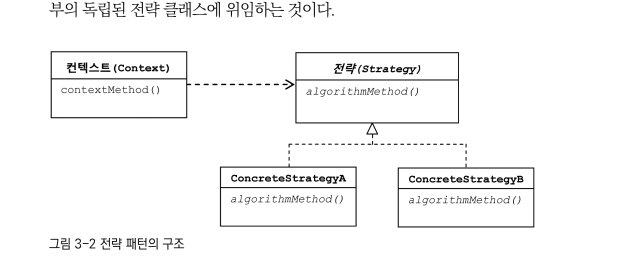 부의 독립된 전략 클래스에 위임하는 것이다.
컨텍스트(Context)
contextMethod()
전략(Strategy)
algorithmMethod()
ConcreteStrategyA
algorithmMethod()
ConcreteStrategyB
algorithmMethod()
그림 3-2 전략 패턴의 구조